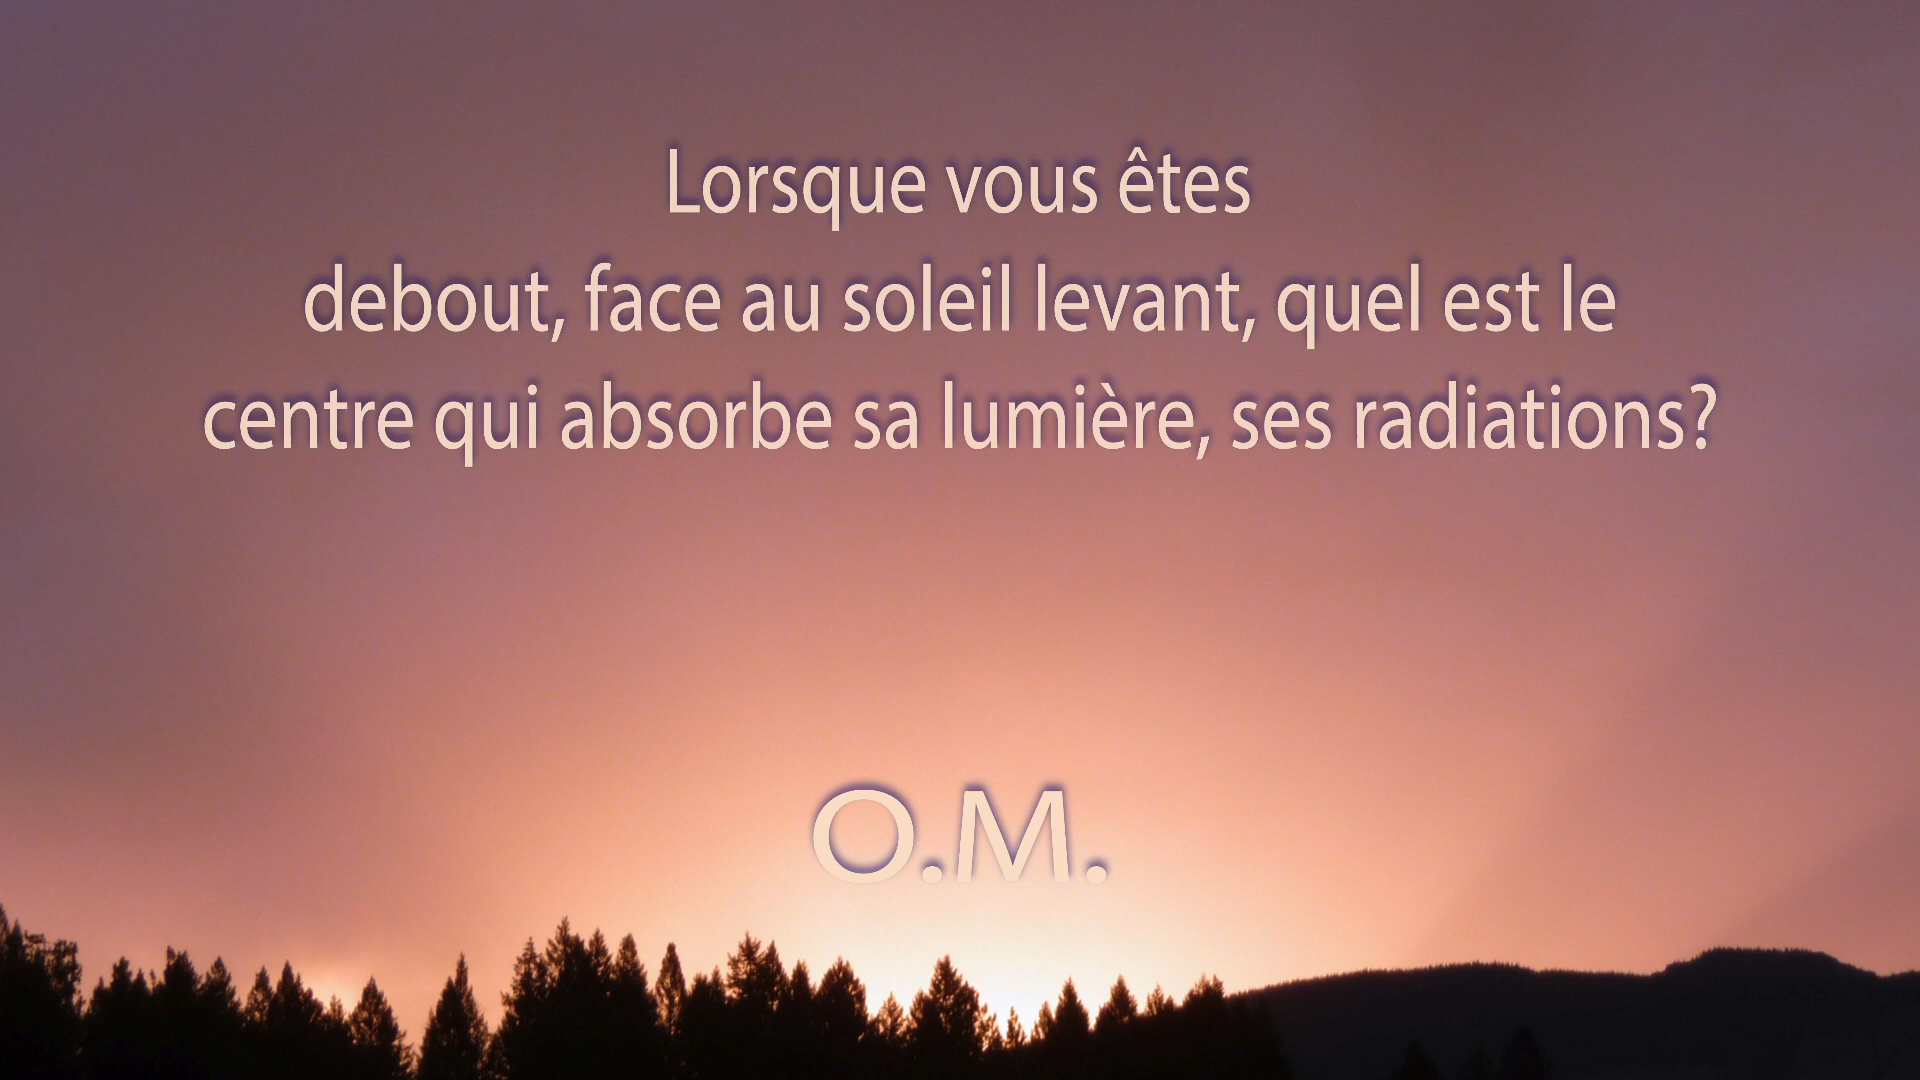 Lorsque vous êtes
debout, face au soleil levant, quel est le
centre qui absorbe sa lumière, ses radiations?
O.M.